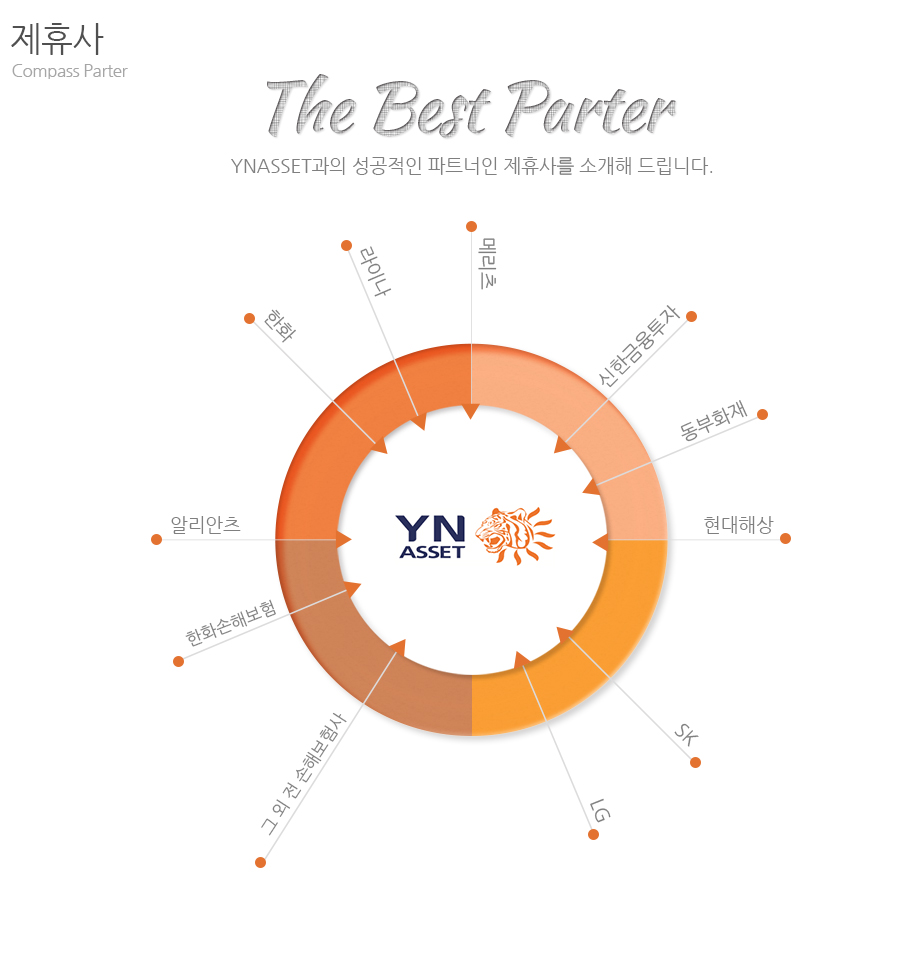 제휴사
Compass Parter
The Best Parter
YNASSET과의 성공적인 파트너인 제휴사를 소개해 드립니다.
메리츠
라이나
한화
신한금융투자
동부화재
알리안츠
현대해상
YN
ASSET
한화손해보험
그 외 전 손해보험사
SK
LG